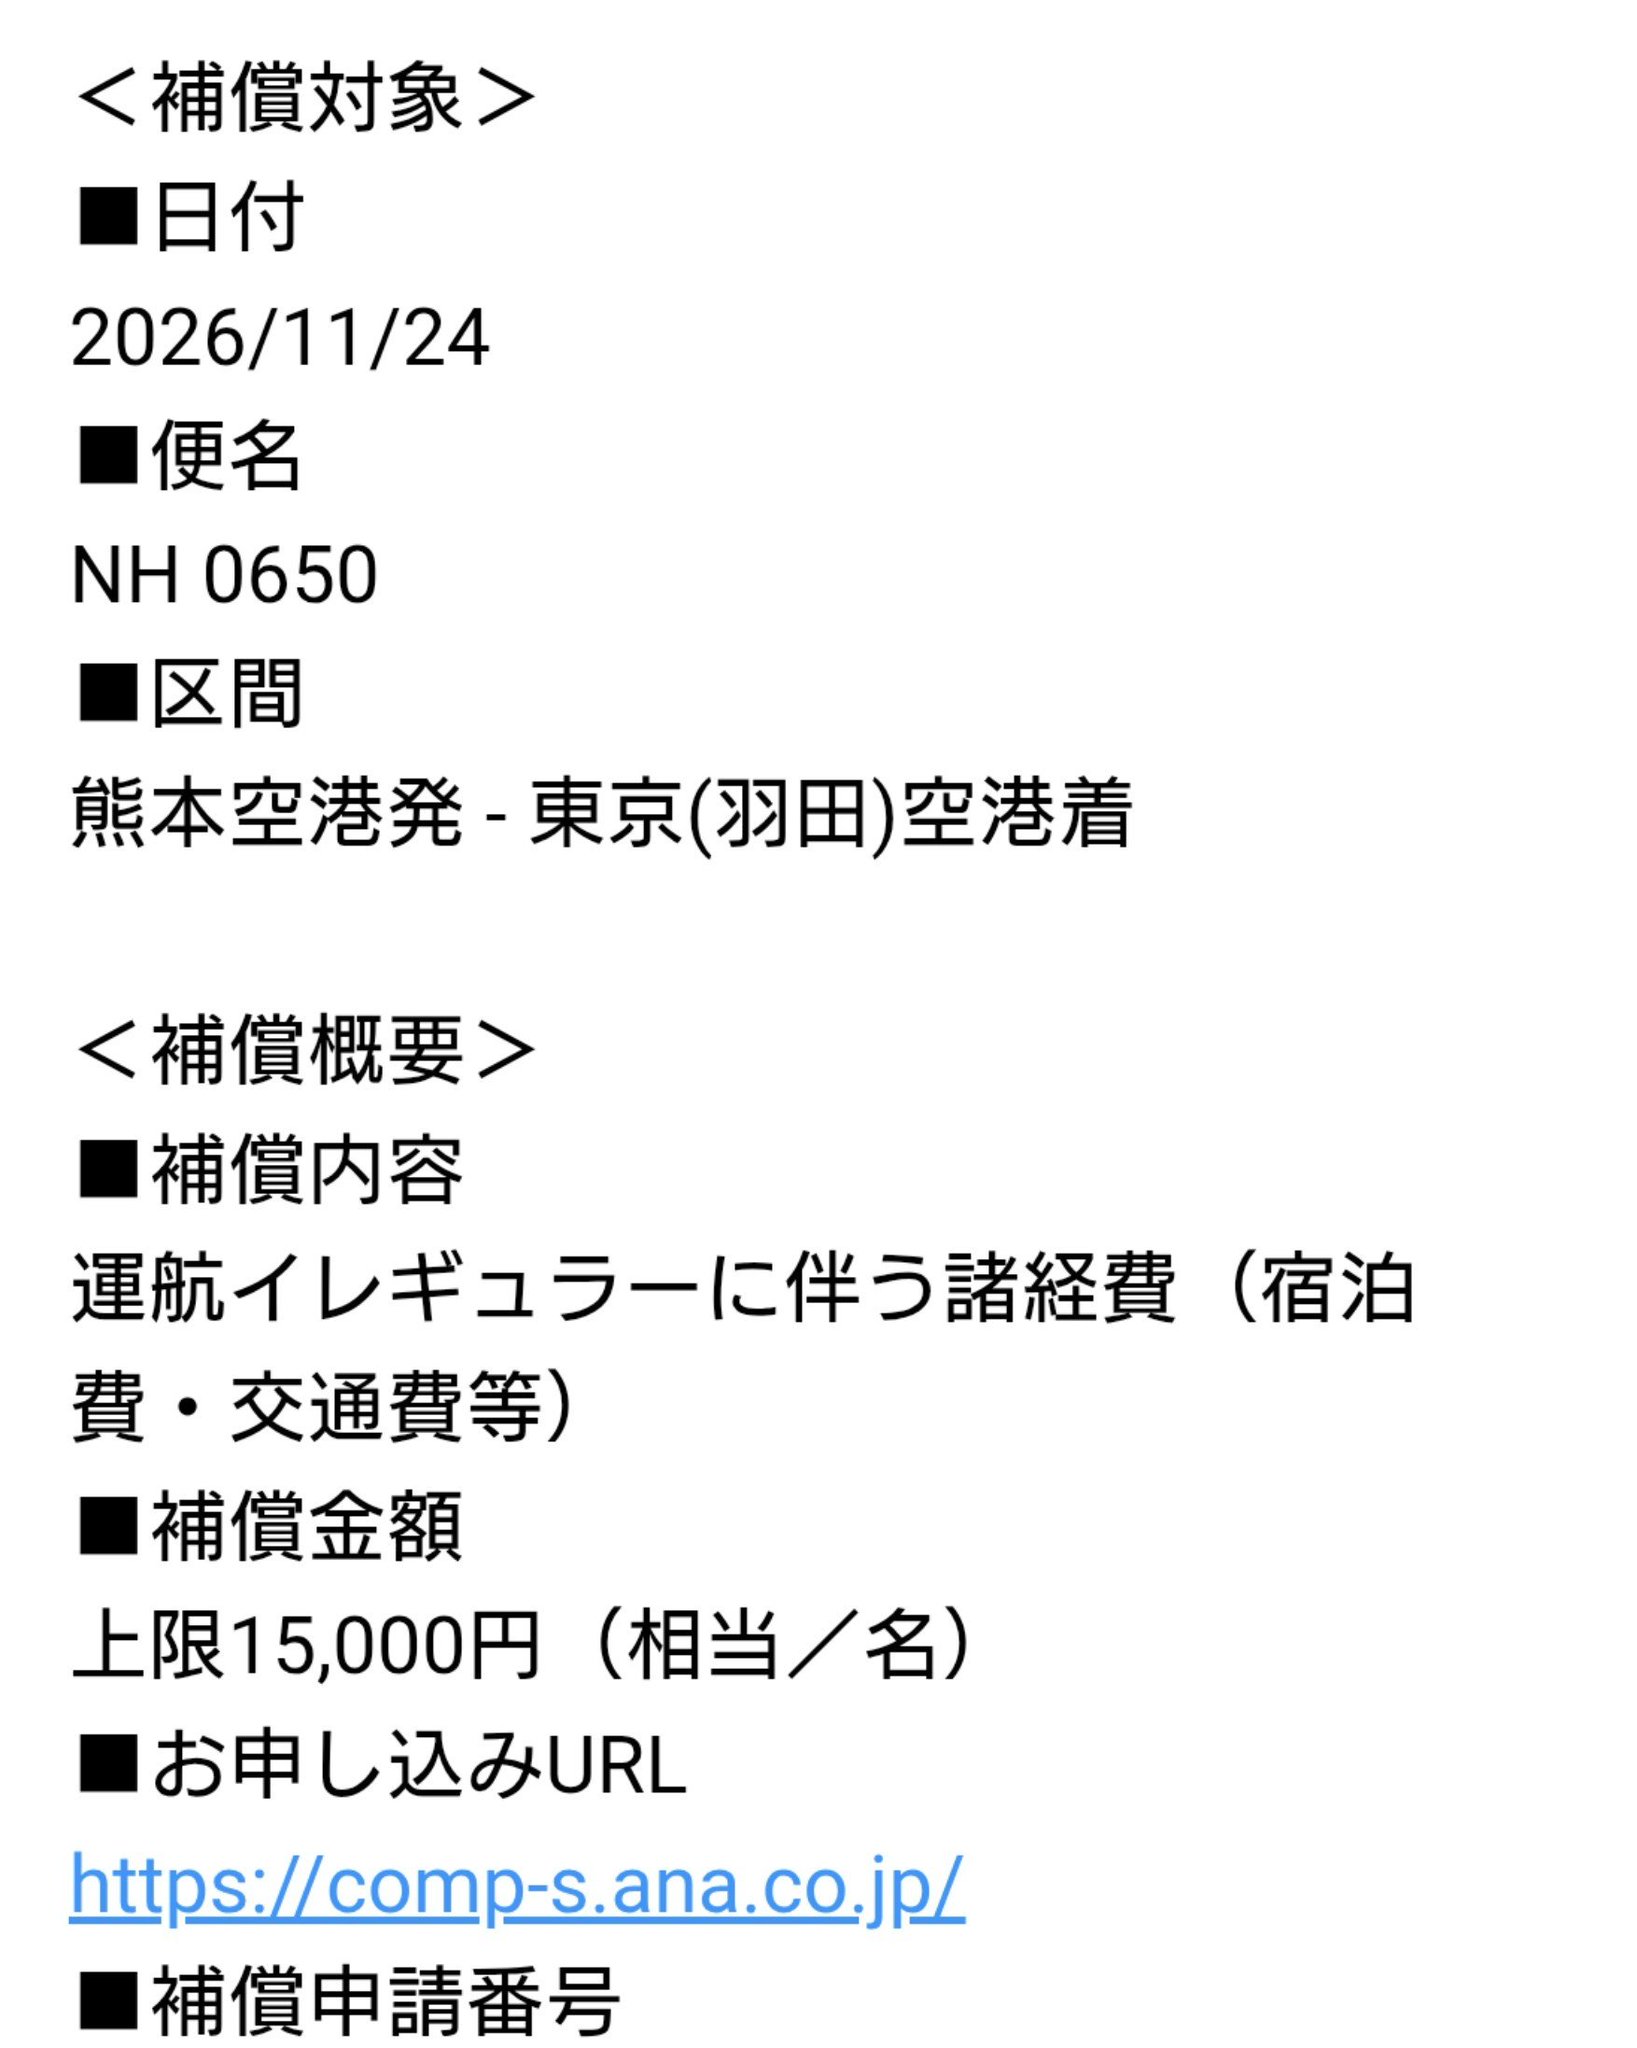 ＜補償対象＞
■日付
2026/11/24
■便名
NH 0650
■区間
熊本空港発 - 東京(羽田)空港着
＜補償概要＞
■補償内容
運航イレギュラーに伴う諸経費（宿泊
費・交通費等）
■補償金額
上限15,000円（相当／名）
■お申し込みURL
https://comp-s.ana.co.jp/
■補償申請番号